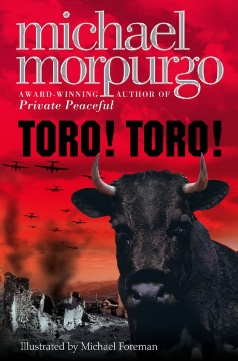 michael
morpurgo
AWARD-WINNING AUTHOR OF
Private Peaceful
TORO! TORO!
Illustrated by Michael Foreman